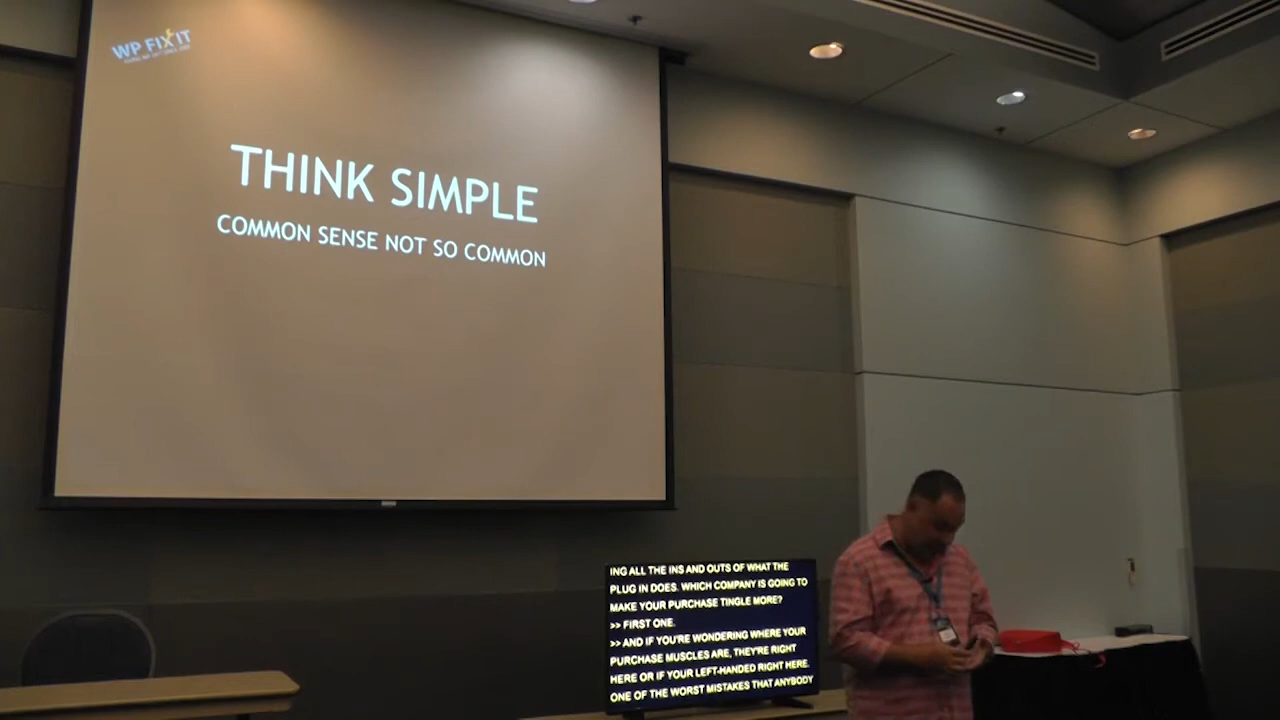 WP FIX IT
THINK SIMPLE
COMMON SENSE NOT SO COMMON
ING ALL THE INS AND OUTS OF WHAT THE
PLUG IN DOES. WHICH COMPANY IS GOING TO
MAKE YOUR PURCHASE TINGLE MORE?
>> FIRST ONE.
>> AND IF YOU'RE WONDERING WHERE YOUR
PURCHASE MUSCLES ARE, THEY'RE RIGHT
HERE OR IF YOUR LEFT-HANDED RIGHT HERE.
ONE OF THE WORST MISTAKES THAT ANYBODY